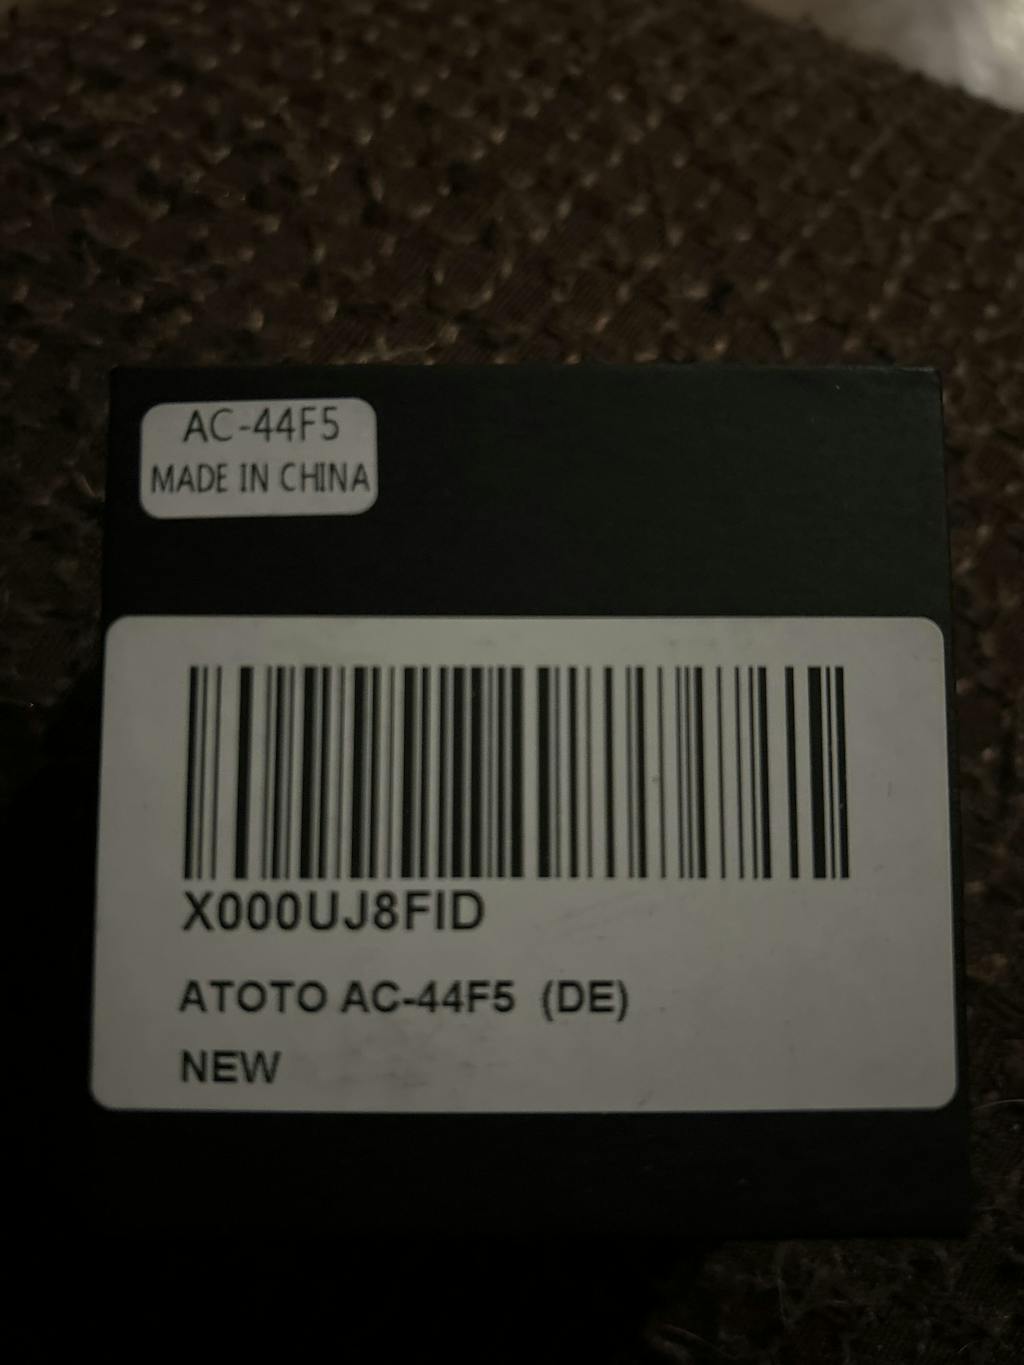 AC-44F5
MADE IN CHINA
X000UJ8FID
ATOTO AC-44F5 (DE)
NEW